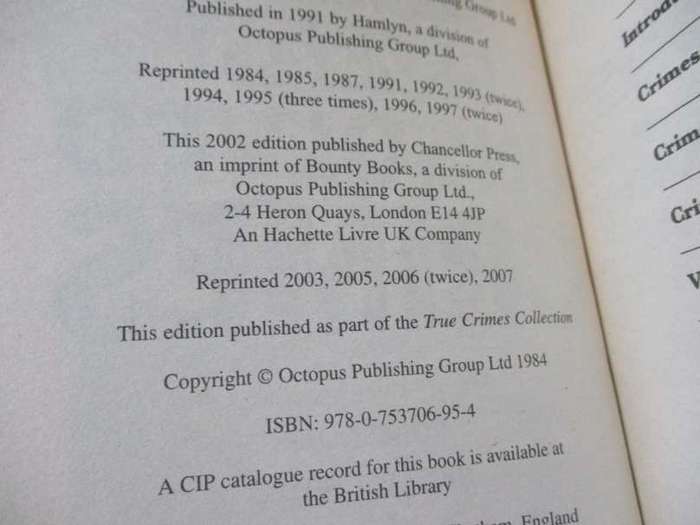 Group Ltd
Published in 1991 by Hamlyn, a division of
Octopus Publishing Group Ltd,
Reprinted 1984, 1985, 1987, 1991, 1992, 1993 (twice),
1994, 1995 (three times), 1996, 1997 (twice)
This 2002 edition published by Chancellor Press,
an imprint of Bounty Books, a division of
Octopus Publishing Group Ltd.,
2-4 Heron Quays, London E14 4JP
An Hachette Livre UK Company
Reprinted 2003, 2005, 2006 (twice), 2007
This edition published as part of the True Crimes Collection
Copyright © Octopus Publishing Group Ltd 1984
ISBN: 978-0-753706-95-4
A CIP catalogue record for this book is available at
the British Library
England
Crimes